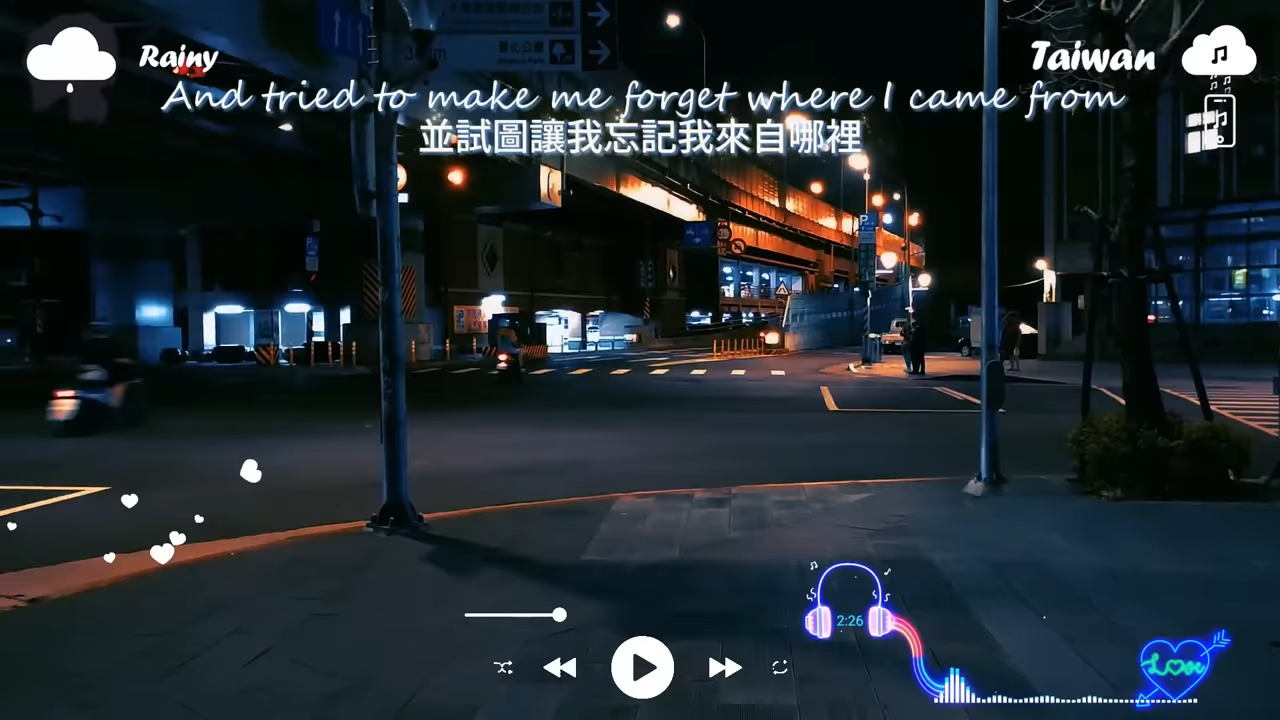 Rainy
Taiwan
And tried to make me forget where I came from
並試圖讓我忘記我來自哪裡
P
2:26
Love